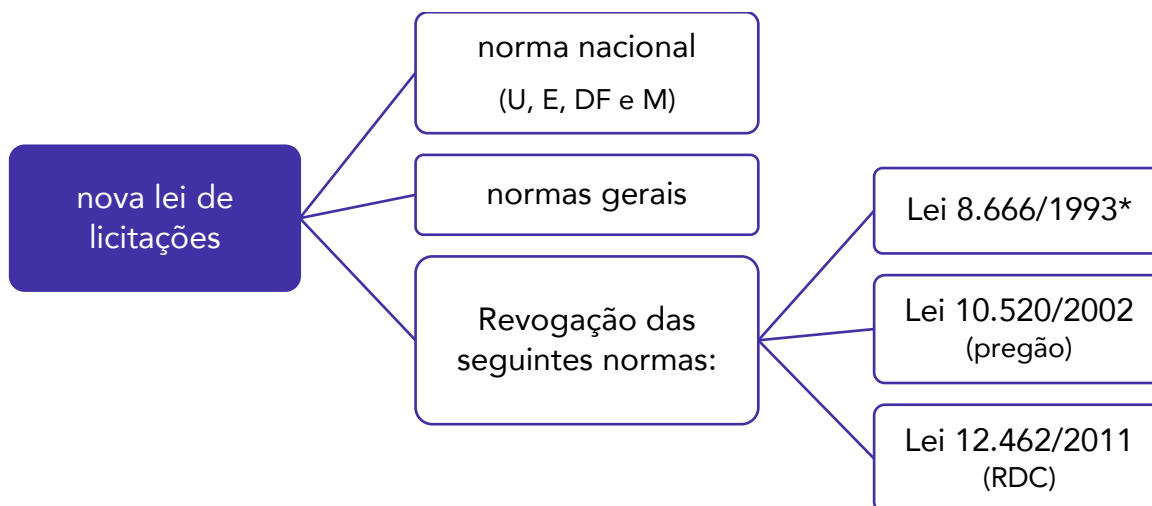 nova lei de
licitações
norma nacional
(U, E, DF e M)
normas gerais
Revogação das
seguintes normas:
Lei 8.666/1993*
Lei 10.520/2002
(pregão)
Lei 12.462/2011
(RDC)